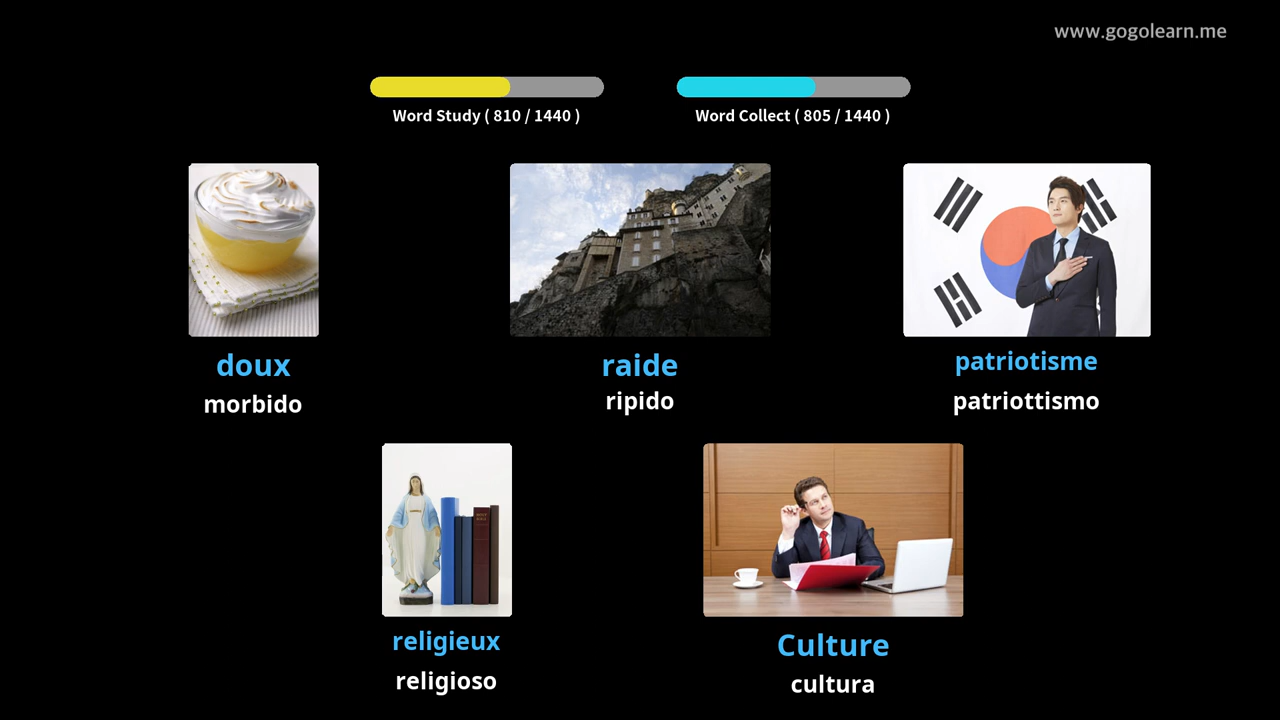 www.gogolearn.me
Word Study ( 810 / 1440 )
Word Collect ( 805 / 1440 )
doux
morbido
raide
ripido
patriotisme
patriottismo
religieux
religioso
Culture
cultura